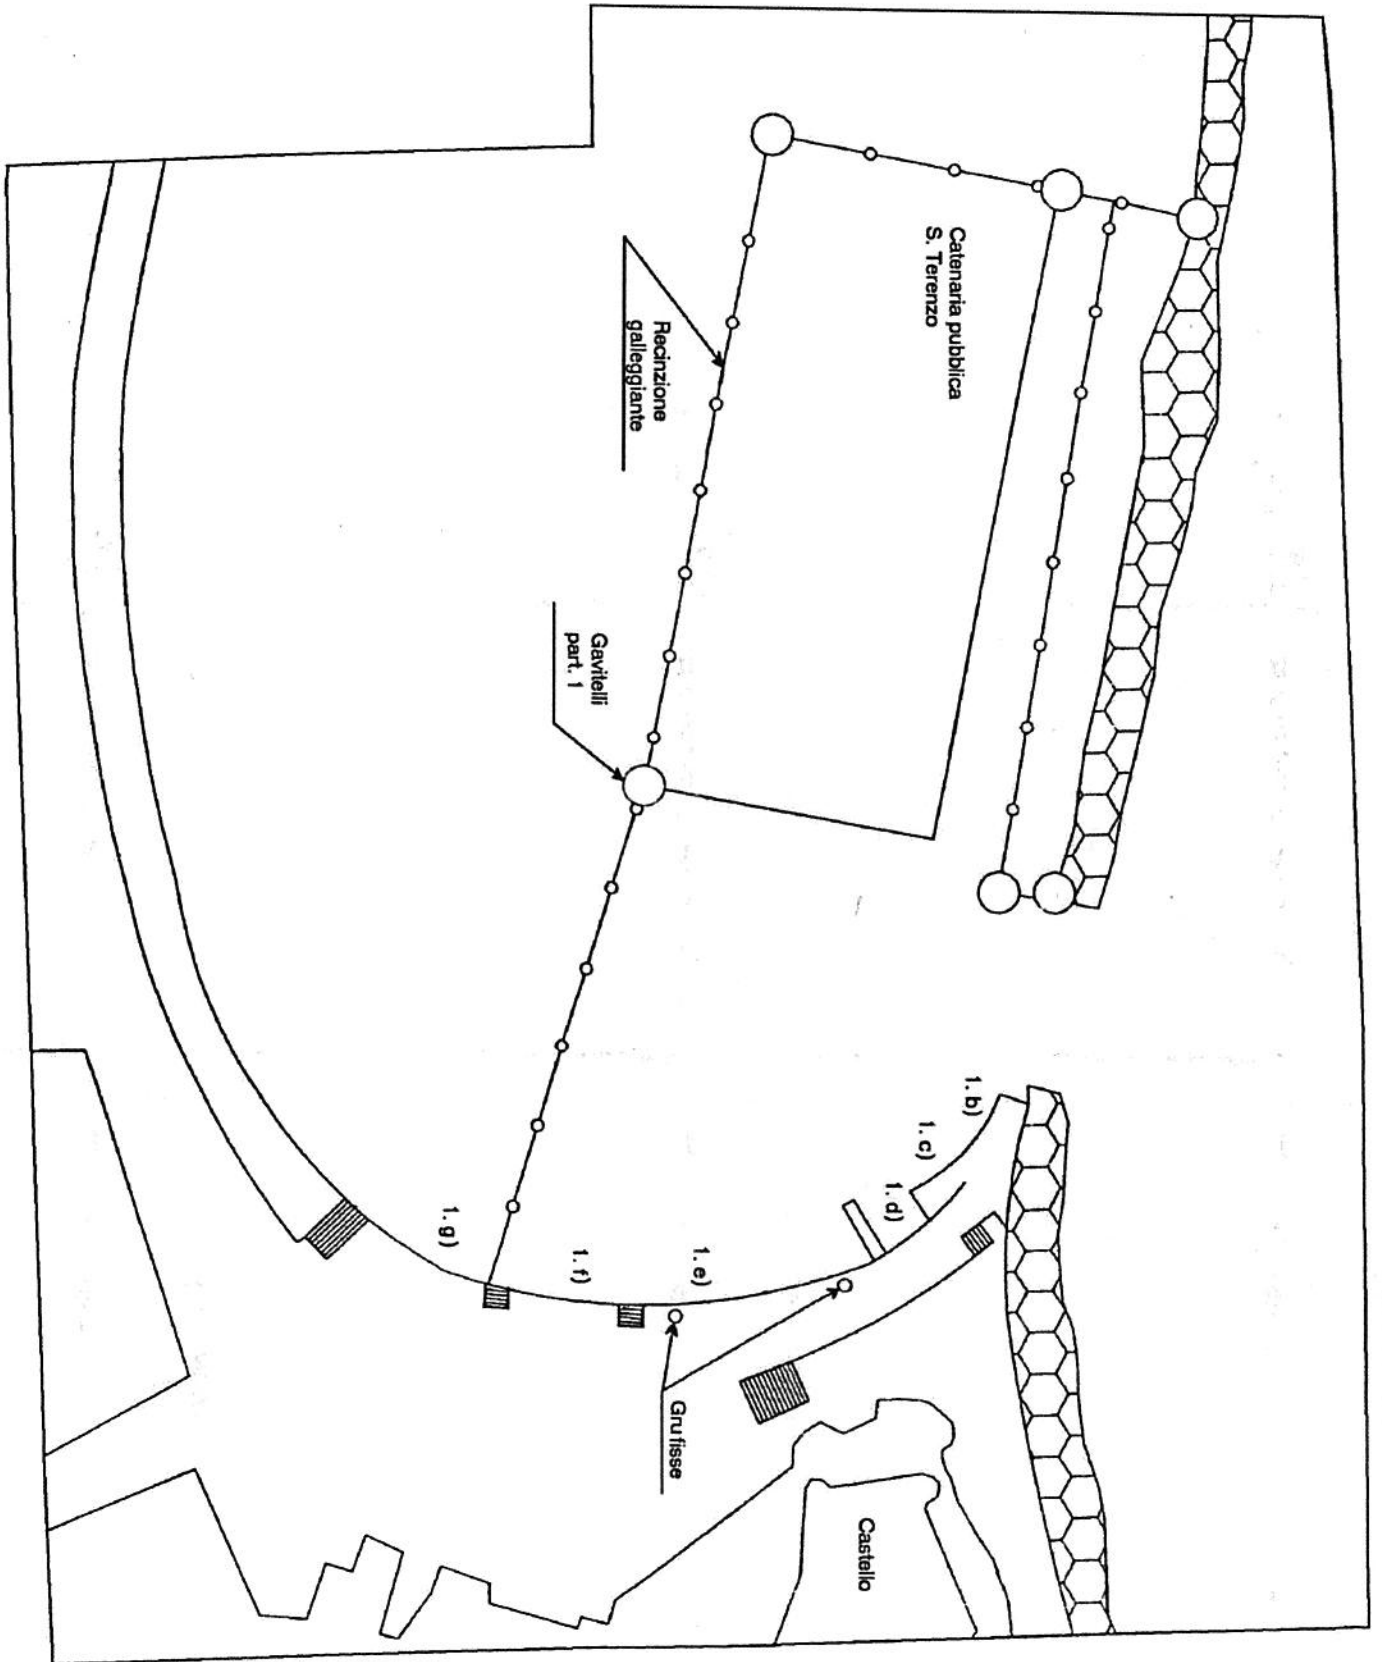 Catenaria pubblica
S. Terenzo
Recinzione
galleggiante
Gavitelli
part. 1
1. b)
1. c)
1. d)
1. e)
1. f)
1. g)
Gru fisse
Castello